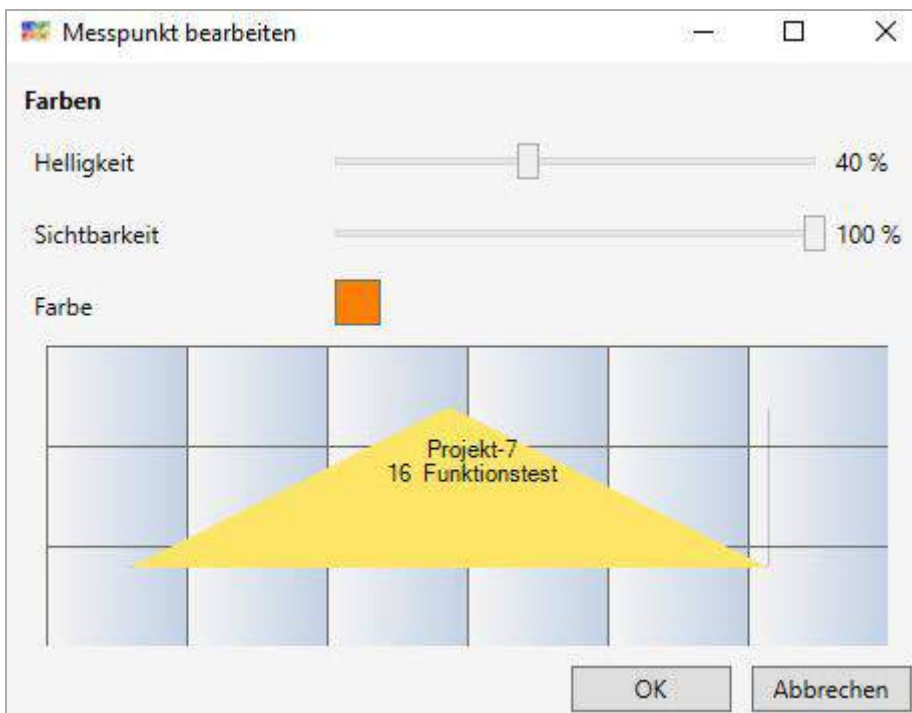 Messpunkt bearbeiten
Farben
Helligkeit 40 %
Sichtbarkeit 100 %
Farbe
Projekt-7
16 Funktionstest
OK Abbrechen